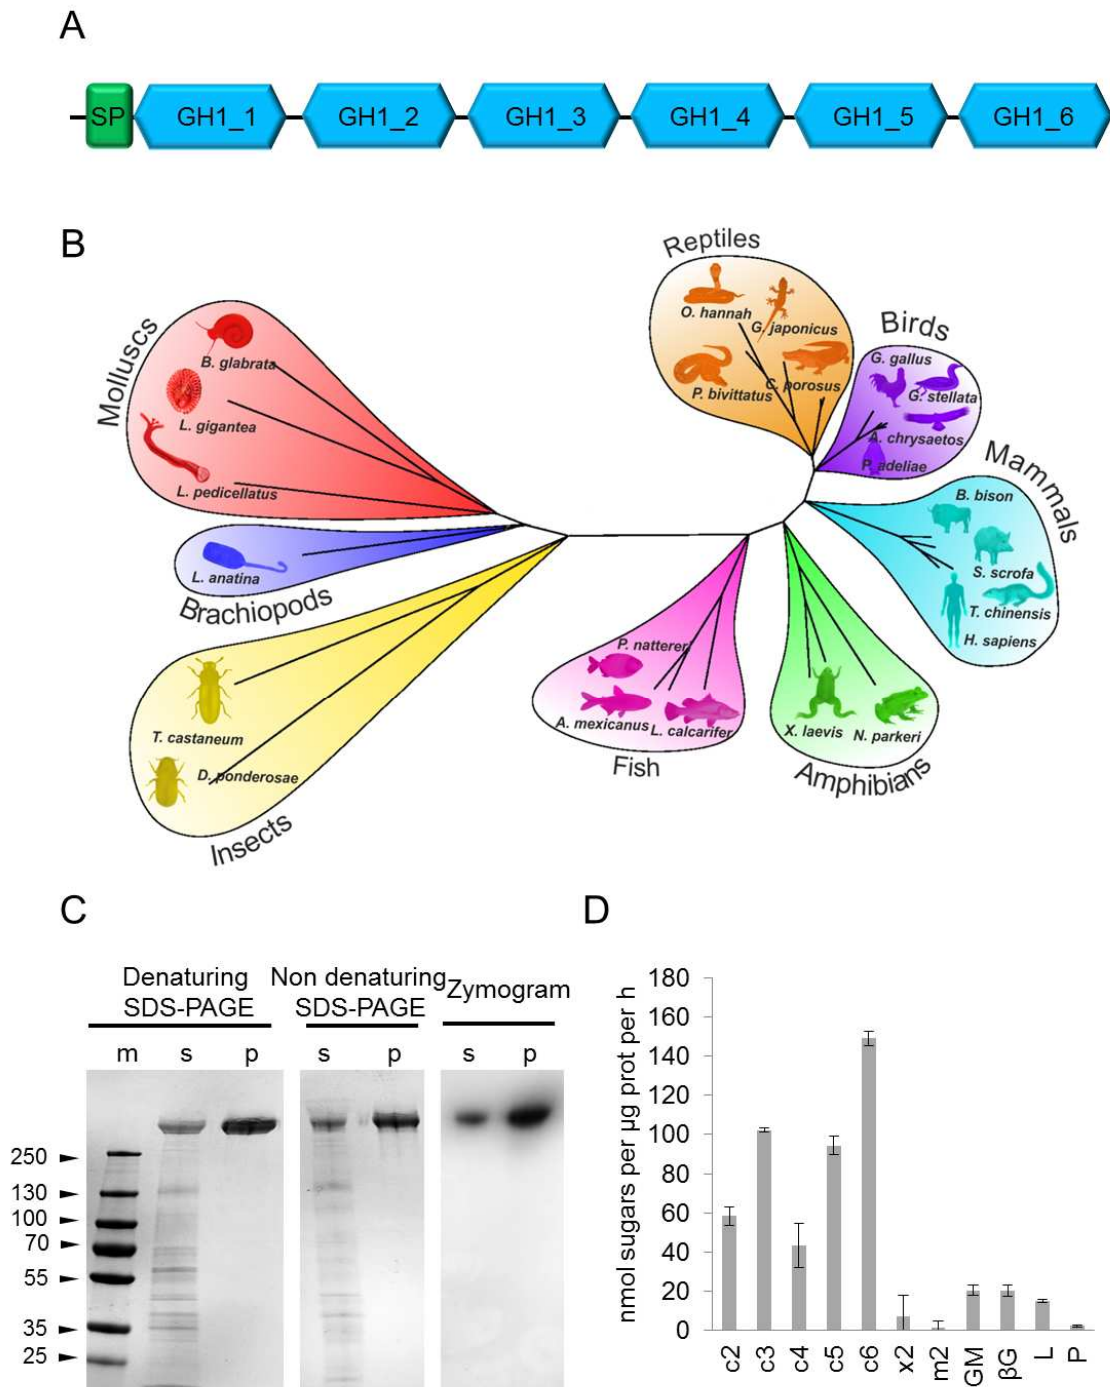 A
SP GH1_1 GH1_2 GH1_3 GH1_4 GH1_5 GH1_6
B
Reptiles
O. hannah
G. japonicus
P. bivittatus
C. porosus
Birds
G. gallus
G. stellata
A. chrysaetos
P. adeliae
Mammals
B. bison
S. scrofa
T. chinensis
H. sapiens
Molluscs
B. glabrata
L. gigantea
L. pedicellatus
L. anatina
Brachiopods
T. castaneum
D. ponderosae
Insects
P. natterer
A. mexicanus
L. calcarifer
Fish
X. laevis
N. parkeri
Amphibians
C
Denaturing
SDS-PAGE
Non denaturing
SDS-PAGE
Zymogram
m s p s p s p
250
130
100
70
55
35
25
D
nmol sugars per µg prot per h
180
160
140
120
100
80
60
40
20
0
c2 c3 c4 c5 c6 x2 m2 GM βG L P